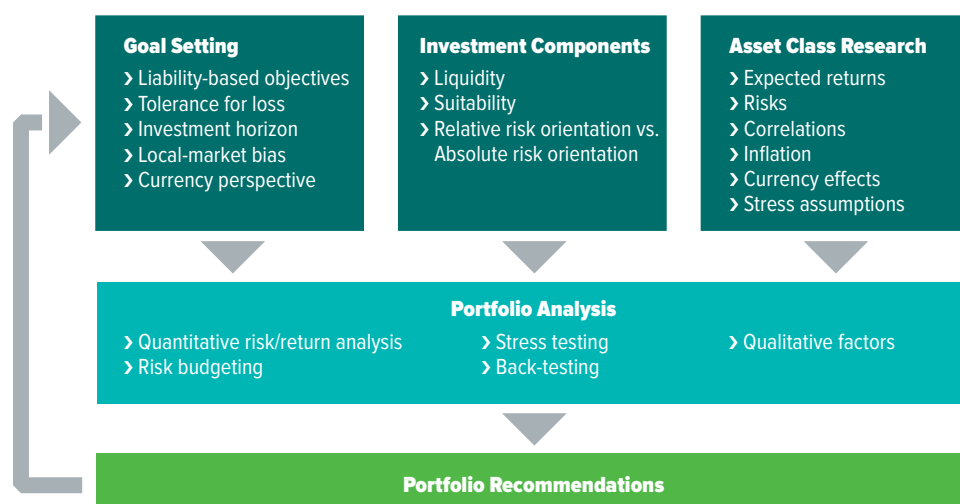 Goal Setting
❯ Liability-based objectives
❯ Tolerance for loss
❯ Investment horizon
❯ Local-market bias
❯ Currency perspective
Investment Components
❯ Liquidity
❯ Suitability
❯ Relative risk orientation vs.
Absolute risk orientation
Asset Class Research
❯ Expected returns
❯ Risks
❯ Correlations
❯ Inflation
❯ Currency effects
❯ Stress assumptions
Portfolio Analysis
❯ Quantitative risk/return analysis
❯ Risk budgeting
❯ Stress testing
❯ Back-testing
❯ Qualitative factors
Portfolio Recommendations